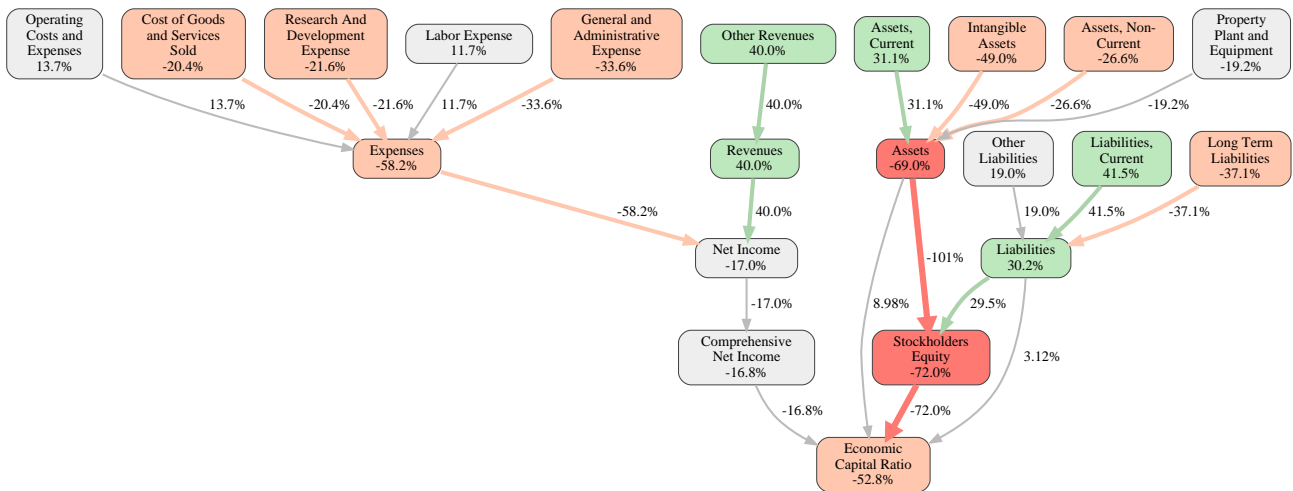 Operating
Costs and
Expenses
13.7%
Cost of Goods
and Services
Sold
-20.4%
Research And
Development
Expense
-21.6%
Labor Expense
11.7%
General and
Administrative
Expense
-33.6%
Other Revenues
40.0%
Assets,
Current
31.1%
Intangible
Assets
-49.0%
Assets, Non-
Current
-26.6%
Property
Plant and
Equipment
-19.2%
13.7%
-20.4%
-21.6%
11.7%
-33.6%
40.0%
31.1%
-49.0%
-26.6%
-19.2%
Expenses
-58.2%
Revenues
40.0%
Assets
-69.0%
Other
Liabilities
19.0%
Liabilities,
Current
41.5%
Long Term
Liabilities
-37.1%
-58.2%
40.0%
19.0%
41.5%
-37.1%
Net Income
-17.0%
-101%
Liabilities
30.2%
-17.0%
8.98%
29.5%
Comprehensive
Net Income
-16.8%
Stockholders
Equity
-72.0%
3.12%
-16.8%
-72.0%
Economic
Capital Ratio
-52.8%